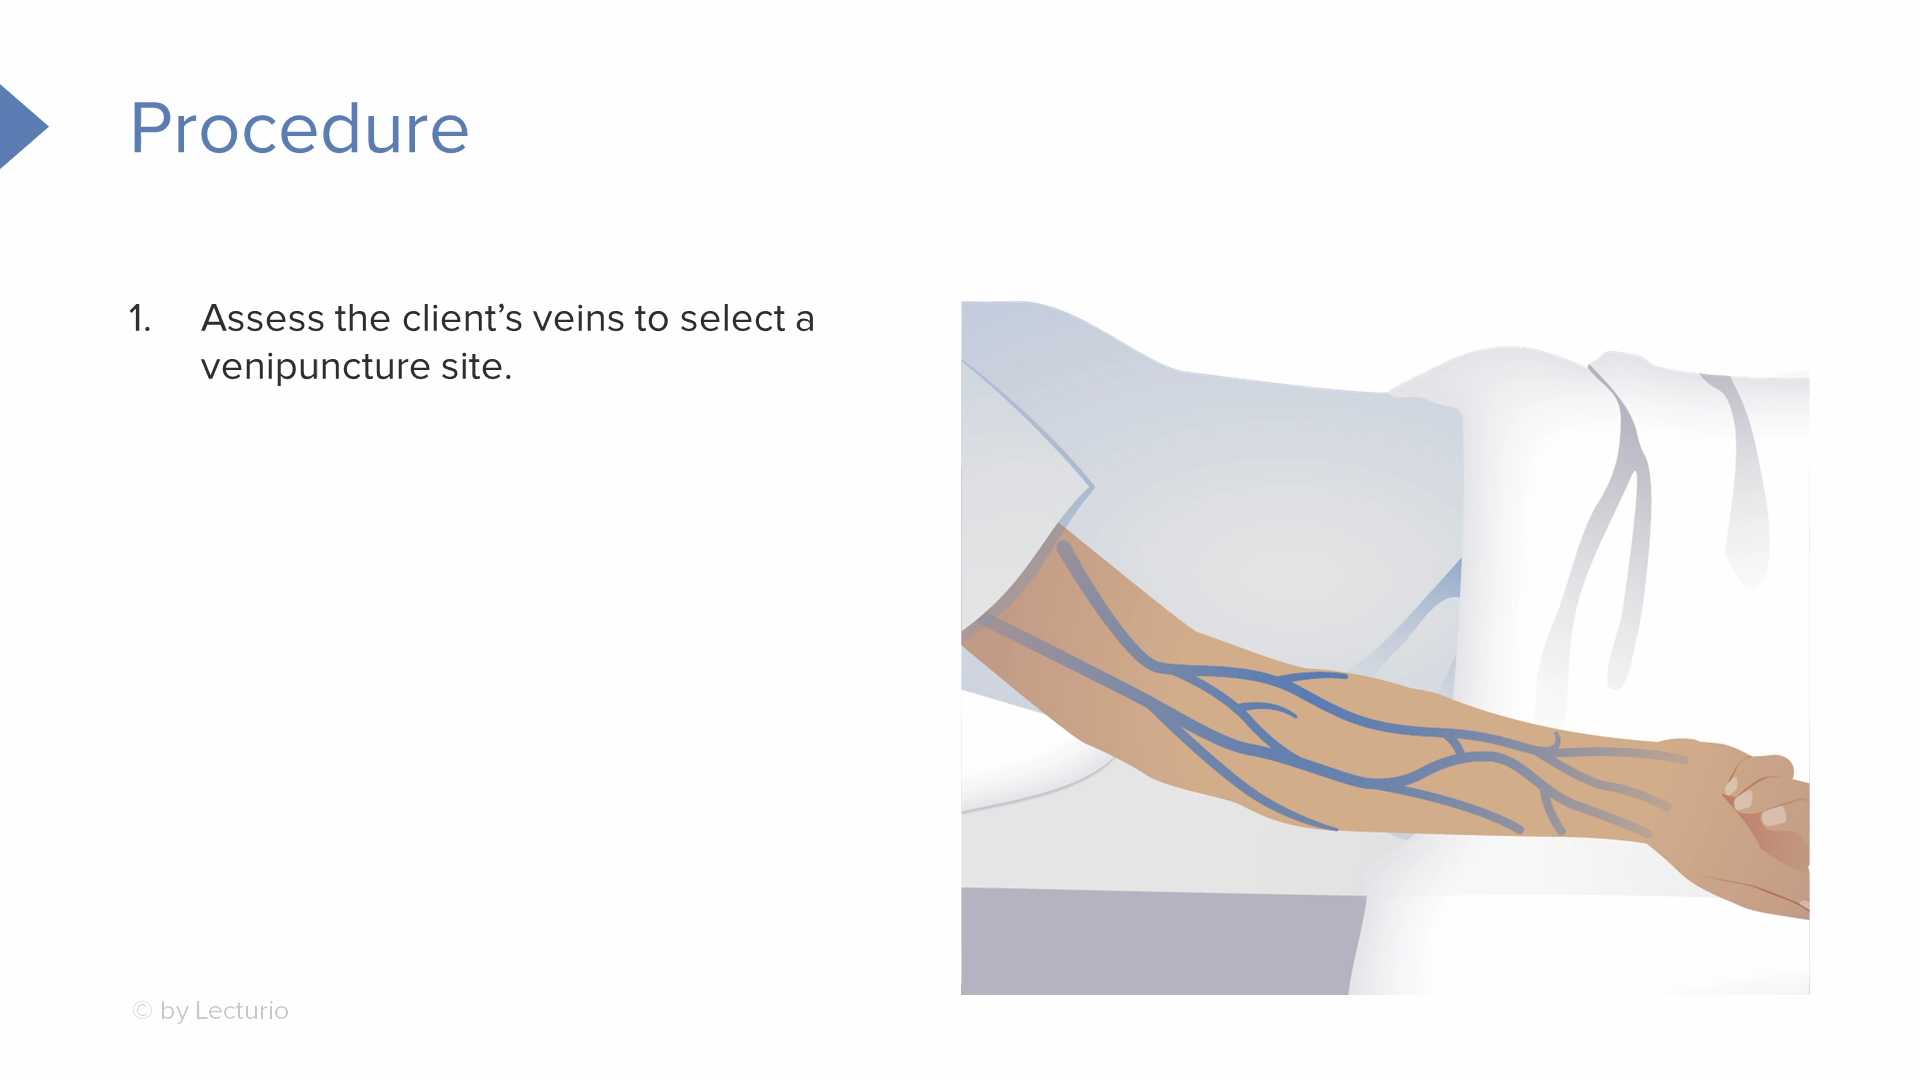 Procedure
1. Assess the client’s veins to select a
venipuncture site.
© by Lecturio